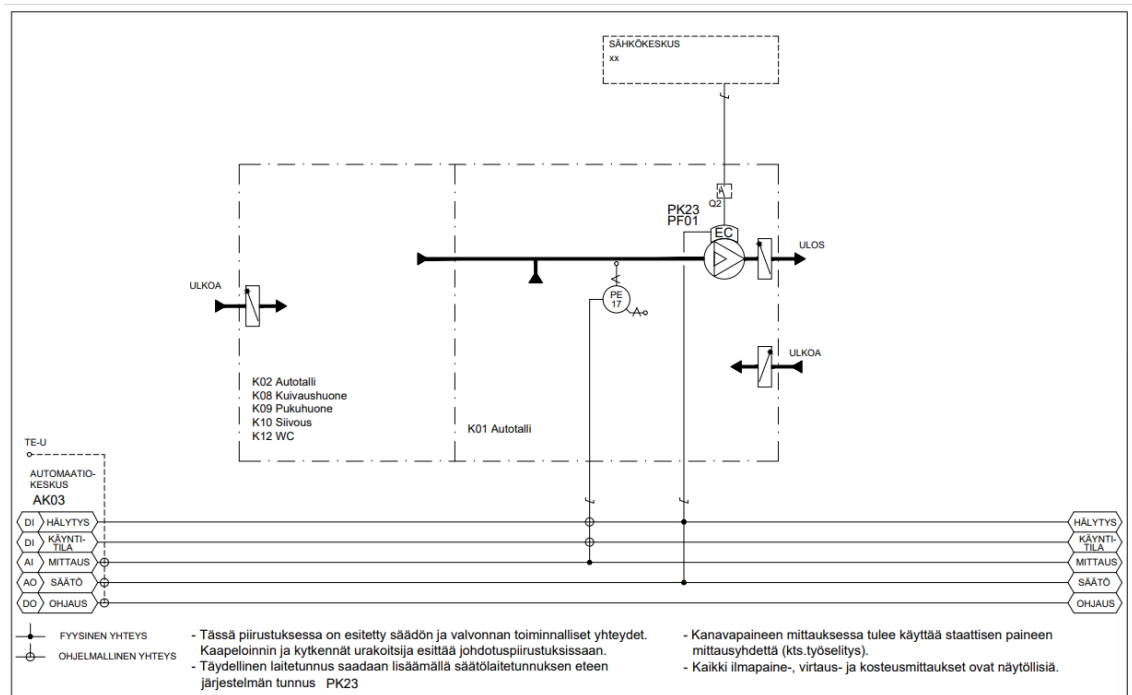 SÄHKÖKESKUS
xx
Q2
PK23
PF01
EC
ULOS
ULKOA
PE
17
ULKOA
K02 Autotalli
K08 Kuivaushuone
K09 Pukuhuone
K10 Siivous
K12 WC
K01 Autotalli
TE-U
AUTOMAATIO-
KESKUS
AK03
DI HÄLYTYS
HÄLYTYS
DI KÄYNTI-
TILA
KÄYNTI-
TILA
AI MITTAUS
MITTAUS
AO SÄÄTÖ
SÄÄTÖ
DO OHJAUS
OHJAUS
FYYSINEN YHTEYS
OHJELMALLINEN YHTEYS
- Tässä piirustuksessa on esitetty säädön ja valvonnan toiminnalliset yhteydet.
Kaapeloinnin ja kytkennät urakoitsija esittää johdotuspiirustuksissaan.
- Täydellinen laitetunnus saadaan lisäämällä säätölaitetunnuksen eteen
järjestelmän tunnus PK23
- Kanavapaineen mittauksessa tulee käyttää staattisen paineen
mittausyhdettä (kts.työselitys).
- Kaikki ilmapaine-, virtaus- ja kosteusmittaukset ovat näytöllisiä.